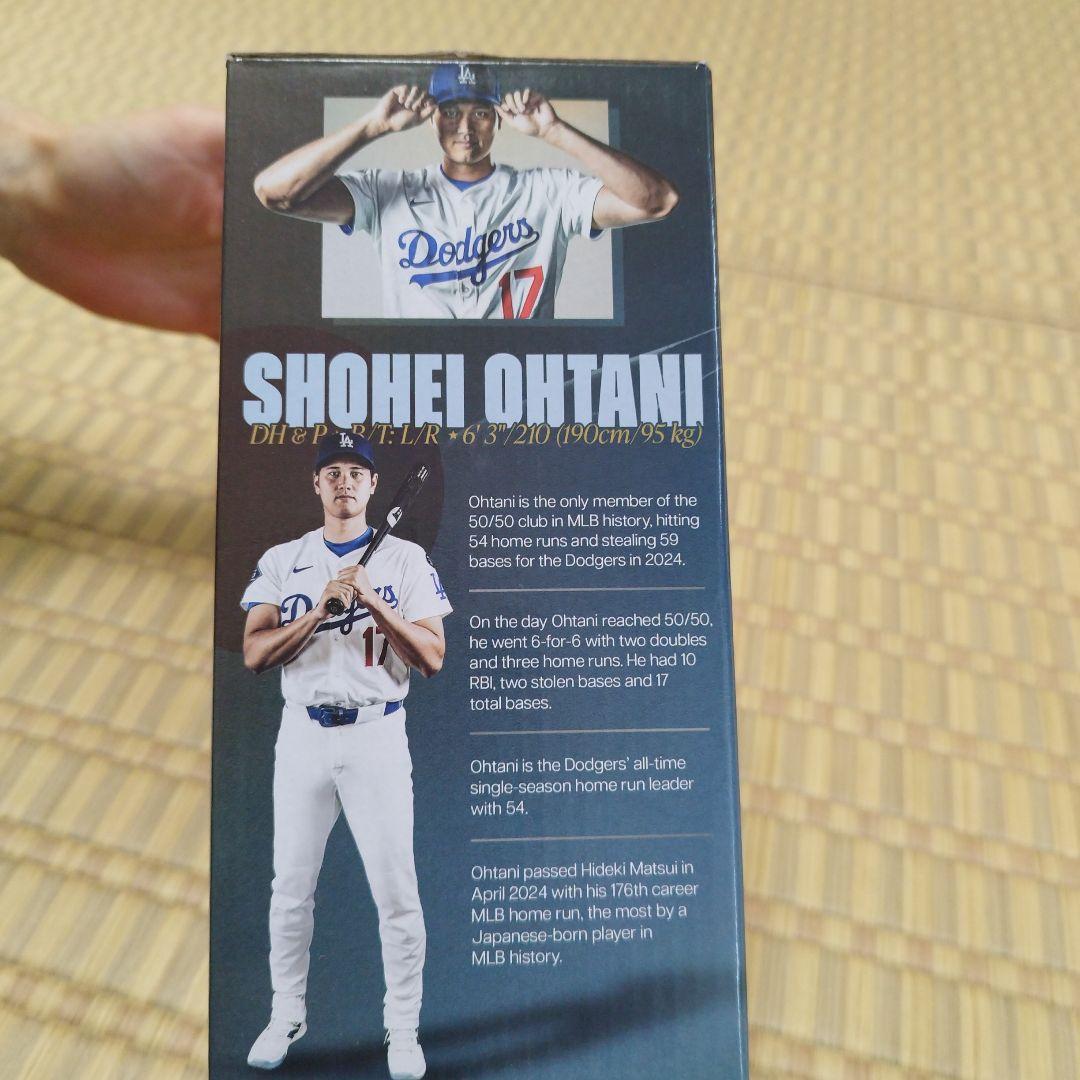 LA
Dodgers
17
SHOHEI OHTANI
DH & P ★ B/T: L/R ★ 6' 3"/210 (190cm/95 kg)
LA
Dodgers
LA
17
Ohtani is the only member of the
50/50 club in MLB history, hitting
54 home runs and stealing 59
bases for the Dodgers in 2024.
On the day Ohtani reached 50/50,
he went 6-for-6 with two doubles
and three home runs. He had 10
RBI, two stolen bases and 17
total bases.
Ohtani is the Dodgers' all-time
single-season home run leader
with 54.
Ohtani passed Hideki Matsui in
April 2024 with his 176th career
MLB home run, the most by a
Japanese-born player in
MLB history.